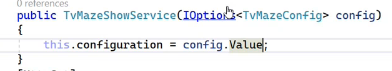 0 references
public TvMazeShowService(IOptions<TvMazeConfig> config)
{
this.configuration = config.Value;
}